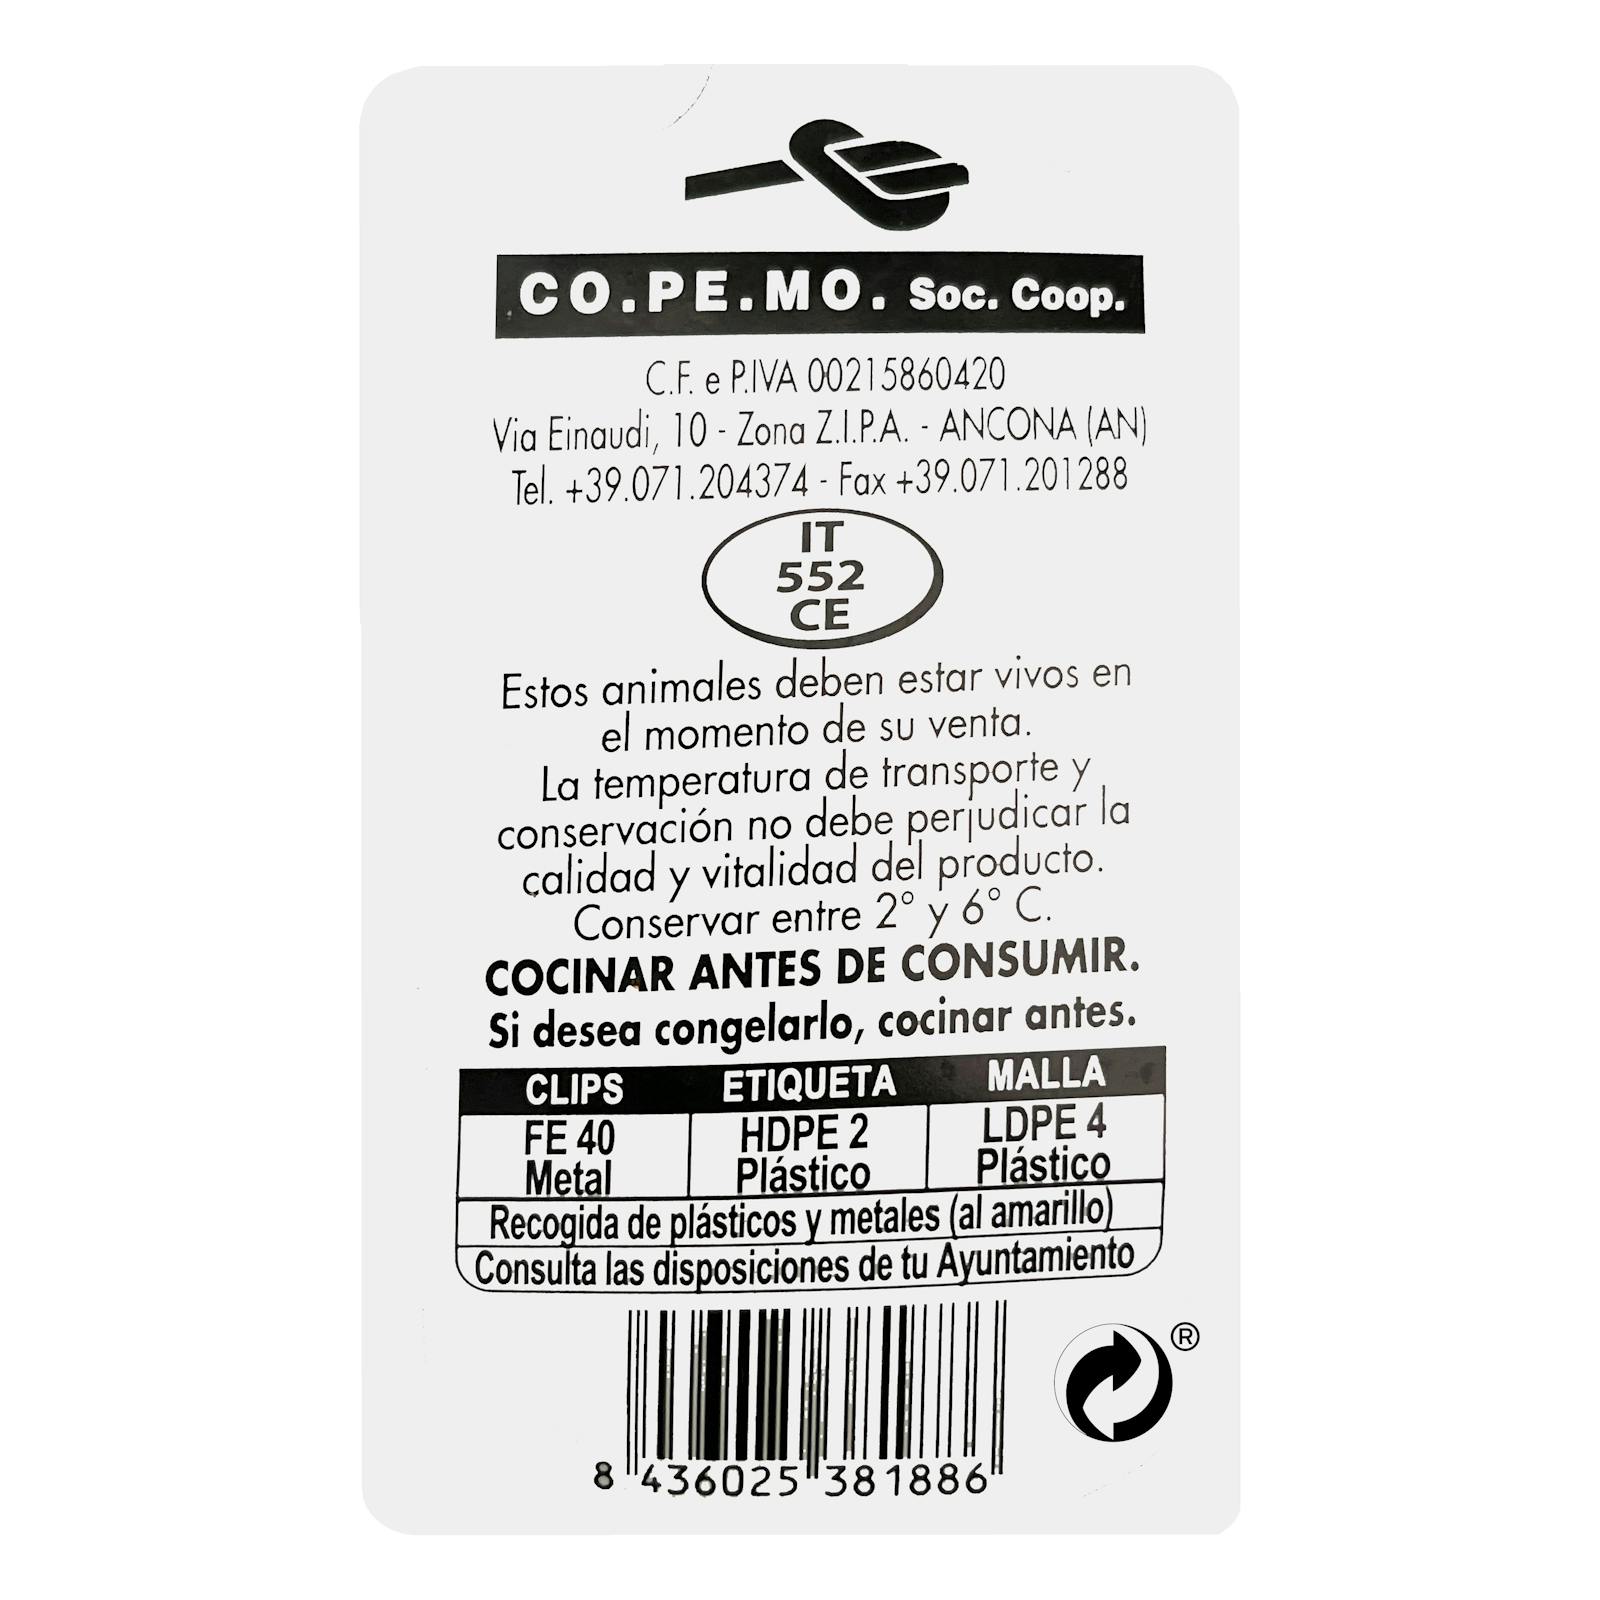 CO.PE.MO. Soc. Coop.
C.F. e P.IVA 00215860420
Via Einaudi, 10 - Zona Z.I.P.A. - ANCONA (AN)
Tel. +39.071.204374 - Fax +39.071.201288
IT
552
CE
Estos animales deben estar vivos en
el momento de su venta.
La temperatura de transporte y
conservación no debe perjudicar la
calidad y vitalidad del producto.
Conservar entre 2° y 6° C.
COCINAR ANTES DE CONSUMIR.
Si desea congelarlo, cocinar antes.
CLIPS ETIQUETA MALLA
FE 40 HDPE 2 LDPE 4
Metal Plástico Plástico
Recogida de plásticos y metales (al amarillo)
Consulta las disposiciones de tu Ayuntamiento
®
8 436025 381886